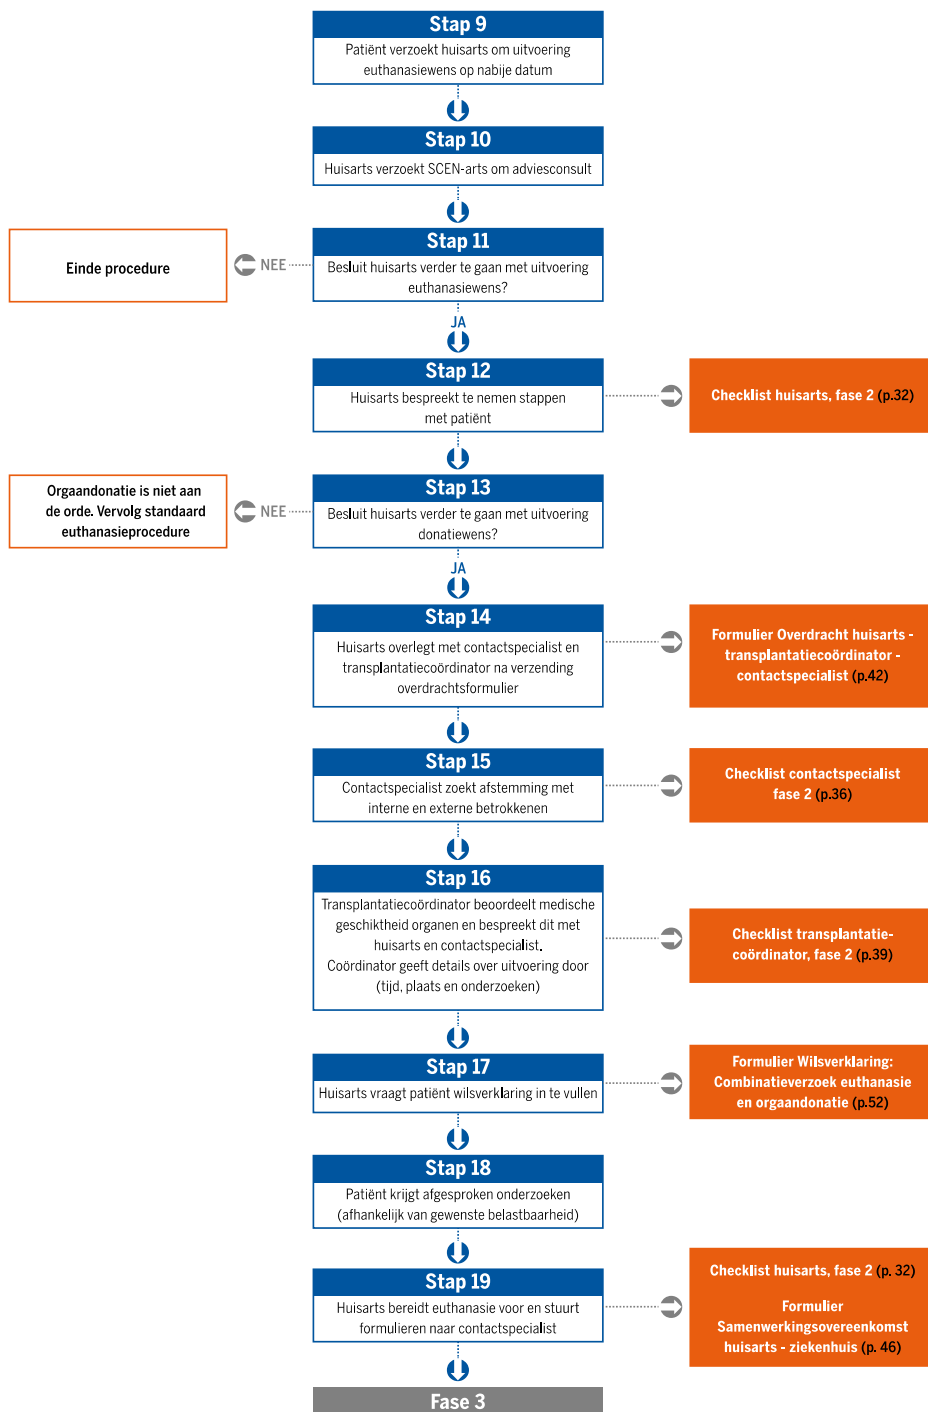 Stap 9
Patiënt verzoekt huisarts om uitvoering
euthanasiewens op nabije datum
Stap 10
Huisarts verzoekt SCEN-arts om adviesconsult
Stap 11
Besluit huisarts verder te gaan met uitvoering
euthanasiewens?
NEE
Einde procedure
JA
Stap 12
Huisarts bespreekt te nemen stappen
met patiënt
Checklist huisarts, fase 2 (p.32)
Stap 13
Besluit huisarts verder te gaan met uitvoering
donatiewens?
NEE
Orgaandonatie is niet aan
de orde. Vervolg standaard
euthanasieprocedure
JA
Stap 14
Huisarts overlegt met contactspecialist en
transplantatiecoördinator na verzending
overdrachtsformulier
Formulier Overdracht huisarts -
transplantatiecoördinator -
contactspecialist (p.42)
Stap 15
Contactspecialist zoekt afstemming met
interne en externe betrokkenen
Checklist contactspecialist
fase 2 (p.36)
Stap 16
Transplantatiecoördinator beoordeelt medische
geschiktheid organen en bespreekt dit met
huisarts en contactspecialist.
Coördinator geeft details over uitvoering door
(tijd, plaats en onderzoeken)
Checklist transplantatie-
coördinator, fase 2 (p.39)
Stap 17
Huisarts vraagt patiënt wilsverklaring in te vullen
Formulier Wilsverklaring:
Combinatieverzoek euthanasie
en orgaandonatie (p.52)
Stap 18
Patiënt krijgt afgesproken onderzoeken
(afhankelijk van gewenste belastbaarheid)
Stap 19
Huisarts bereidt euthanasie voor en stuurt
formulieren naar contactspecialist
Checklist huisarts, fase 2 (p. 32)
Formulier
Samenwerkingsovereenkomst
huisarts - ziekenhuis (p. 46)
Fase 3